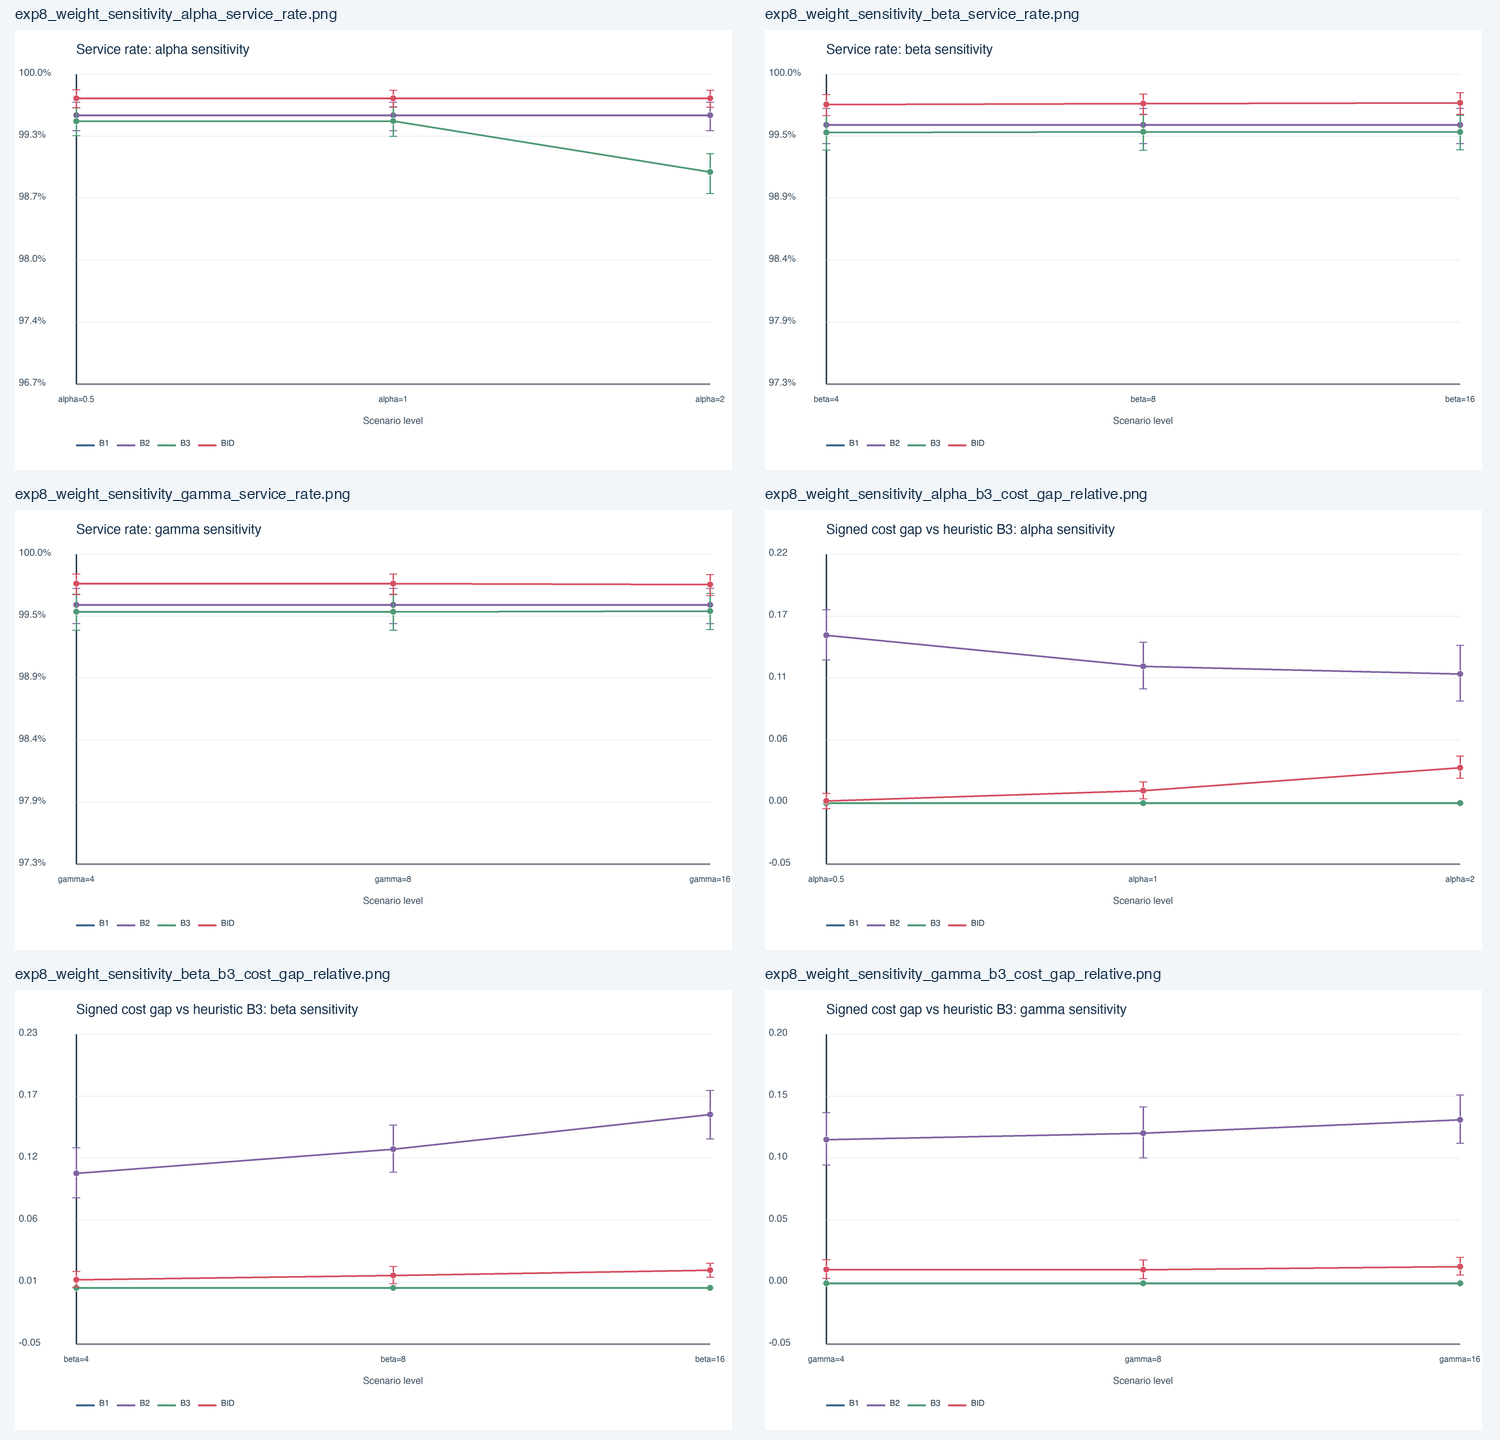 exp8_weight_sensitivity_alpha_service_rate.png
Service rate: alpha sensitivity
100.0%
99.3%
98.7%
98.0%
97.4%
96.7%
alpha=0.5 alpha=1 alpha=2
Scenario level
B1 B2 B3 BID
exp8_weight_sensitivity_beta_service_rate.png
Service rate: beta sensitivity
100.0%
99.5%
98.9%
98.4%
97.9%
97.3%
beta=4 beta=8 beta=16
Scenario level
B1 B2 B3 BID
exp8_weight_sensitivity_gamma_service_rate.png
Service rate: gamma sensitivity
100.0%
99.5%
98.9%
98.4%
97.9%
97.3%
gamma=4 gamma=8 gamma=16
Scenario level
B1 B2 B3 BID
exp8_weight_sensitivity_alpha_b3_cost_gap_relative.png
Signed cost gap vs heuristic B3: alpha sensitivity
0.22
0.17
0.11
0.06
0.00
-0.05
alpha=0.5 alpha=1 alpha=2
Scenario level
B1 B2 B3 BID
exp8_weight_sensitivity_beta_b3_cost_gap_relative.png
Signed cost gap vs heuristic B3: beta sensitivity
0.23
0.17
0.12
0.06
0.01
-0.05
beta=4 beta=8 beta=16
Scenario level
B1 B2 B3 BID
exp8_weight_sensitivity_gamma_b3_cost_gap_relative.png
Signed cost gap vs heuristic B3: gamma sensitivity
0.20
0.15
0.10
0.05
0.00
-0.05
gamma=4 gamma=8 gamma=16
Scenario level
B1 B2 B3 BID